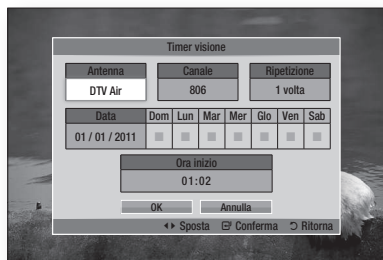 Timer visione
Antenna Canale Ripetizione
DTV Air 806 1 volta
Data Dom Lun Mar Mer Glo Ven Sab
01 / 01 / 2011
Ora inizio
01:02
OK Annulla
Sposta Conferma Ritorna